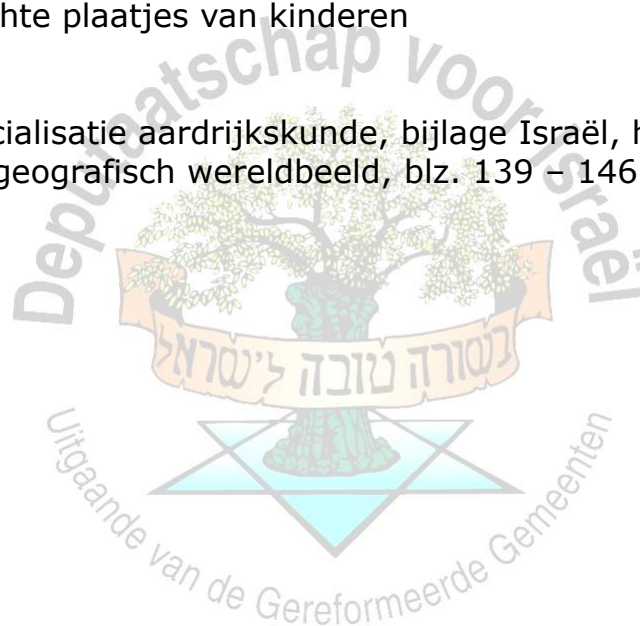 hte plaatjes van kinderen
cialisatie aardrijkskunde, bijlage Israël, h
geografisch wereldbeeld, blz. 139 – 146
Deputaatschap voor Israël
בשורה טובה לישראל
Uitgaande van de Gereformeerde Gemeenten